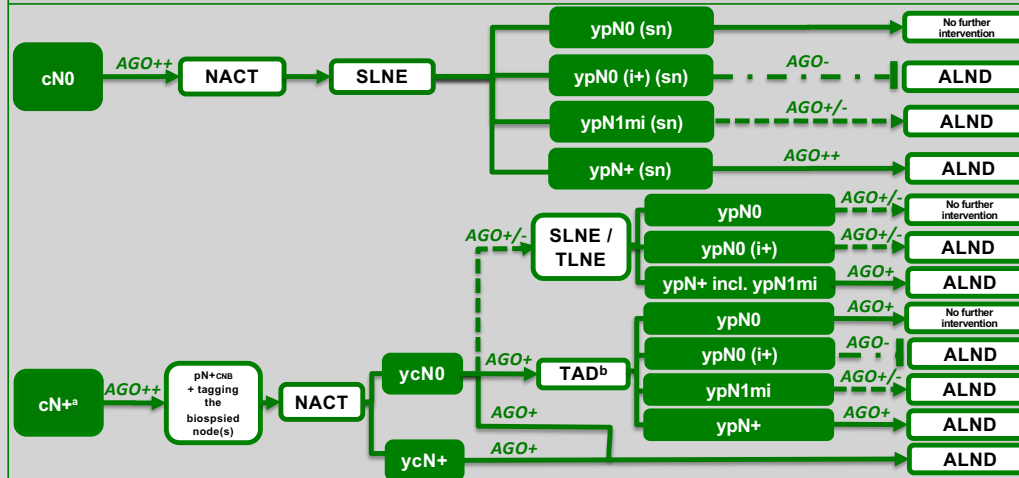 ypN0 (sn)
No further
intervention
cN0
AGO++
NACT
SLNE
ypN0 (i+) (sn)
AGO-
ALND
ypN1mi (sn)
AGO+/-
ALND
ypN+ (sn)
AGO++
ALND
AGO+/-
SLNE /
TLNE
ypN0
AGO+/-
No further
intervention
ypN0 (i+)
AGO+/-
ALND
ypN+ incl. ypN1mi
AGO+
ALND
cN+ᵃ
AGO++
pN+CNB
+ tagging
the
biospsied
node(s)
NACT
ycN0
AGO+
TADᵇ
ypN0
AGO+
No further
intervention
ypN0 (i+)
AGO-
ALND
ypN1mi
AGO+/-
ALND
ypN+
AGO+
ALND
AGO+
ycN+
AGO+
ALND